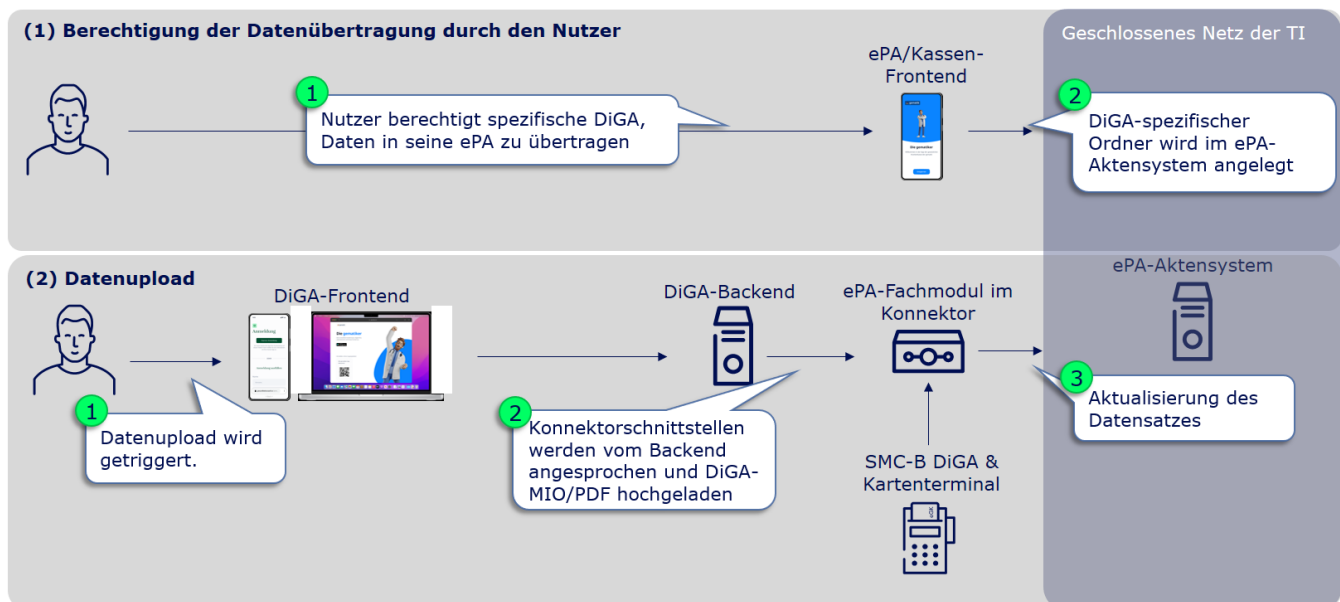 (1) Berechtigung der Datenübertragung durch den Nutzer
Geschlossenes Netz der TI
ePA/Kassen-
Frontend
1
Nutzer berechtigt spezifische DiGA,
Daten in seine ePA zu übertragen
2
DiGA-spezifischer
Ordner wird im ePA-
Aktensystem angelegt
(2) Datenupload
DiGA-Frontend
DiGA-Backend
ePA-Fachmodul im
Konnektor
ePA-Aktensystem
1
Datenupload wird
getriggert.
2
Konnektorschnittstellen
werden vom Backend
angesprochen und DiGA-
MIO/PDF hochgeladen
3
Aktualisierung des
Datensatzes
SMC-B DiGA &
Kartenterminal
eGK